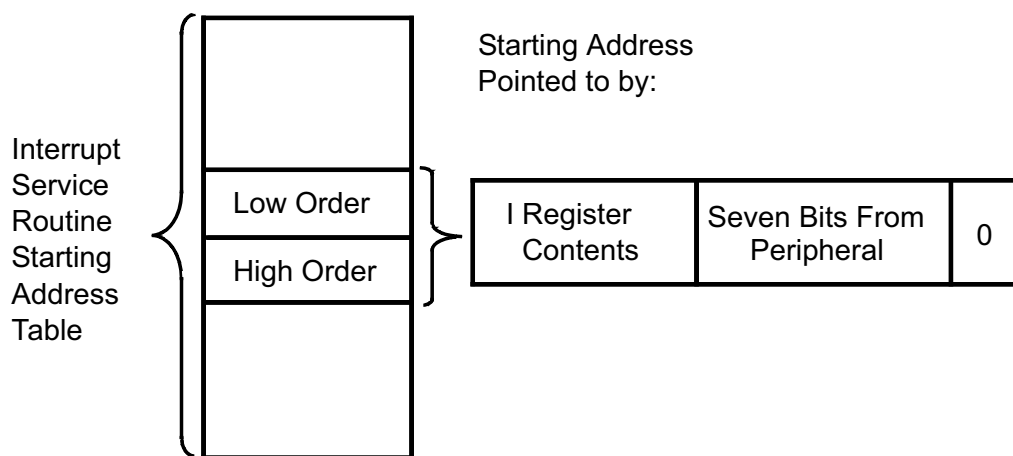 Starting Address
Pointed to by:
Interrupt
Service
Routine
Starting
Address
Table
Low Order
High Order
I Register
Contents
Seven Bits From
Peripheral
0